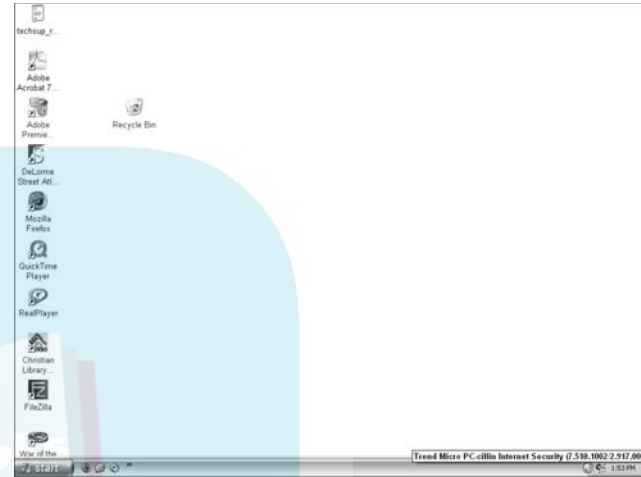 techsup_r...
Adobe
Acrobat 7...
Adobe
Premie...
Recycle Bin
DeLorme
Street Atl...
Mozilla
Firefox
QuickTime
Player
RealPlayer
Christian
Library...
FileZilla
War of the
Trend Micro PC-cillin Internet Security (7.510.1002/2.917.00
start
1:53 PM